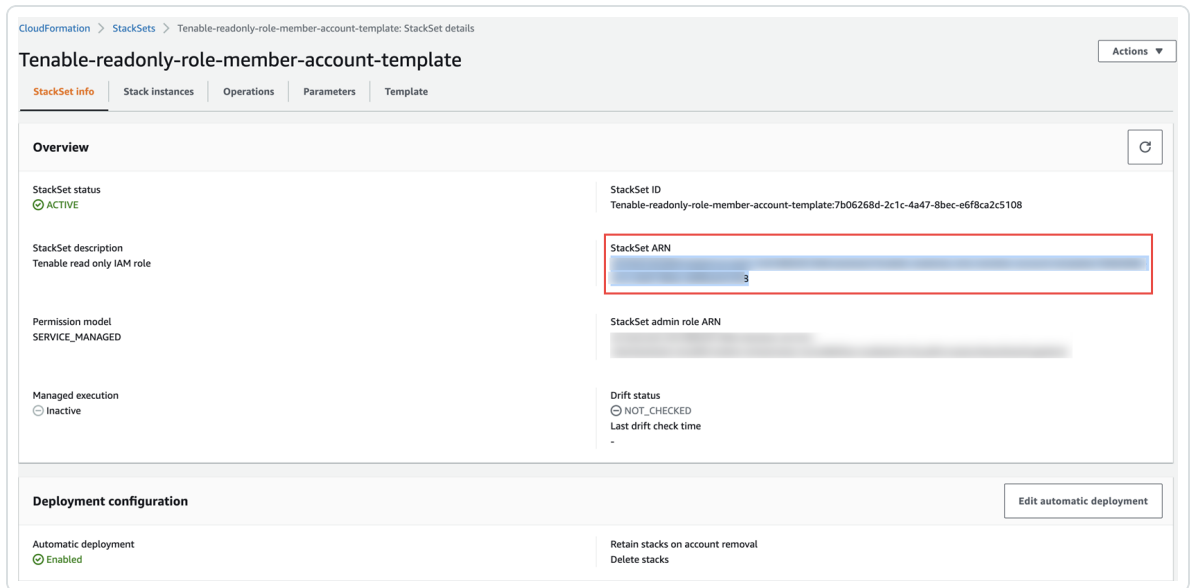 CloudFormation > StackSets > Tenable-readonly-role-member-account-template: StackSet details
Tenable-readonly-role-member-account-template
Actions
StackSet info
Stack instances
Operations
Parameters
Template
Overview
StackSet status
ACTIVE
StackSet ID
Tenable-readonly-role-member-account-template:7b06268d-2c1c-4a47-8bec-e6f8ca2c5108
StackSet description
Tenable read only IAM role
StackSet ARN
Permission model
SERVICE_MANAGED
StackSet admin role ARN
Managed execution
Inactive
Drift status
NOT_CHECKED
Last drift check time
-
Deployment configuration
Edit automatic deployment
Automatic deployment
Enabled
Retain stacks on account removal
Delete stacks